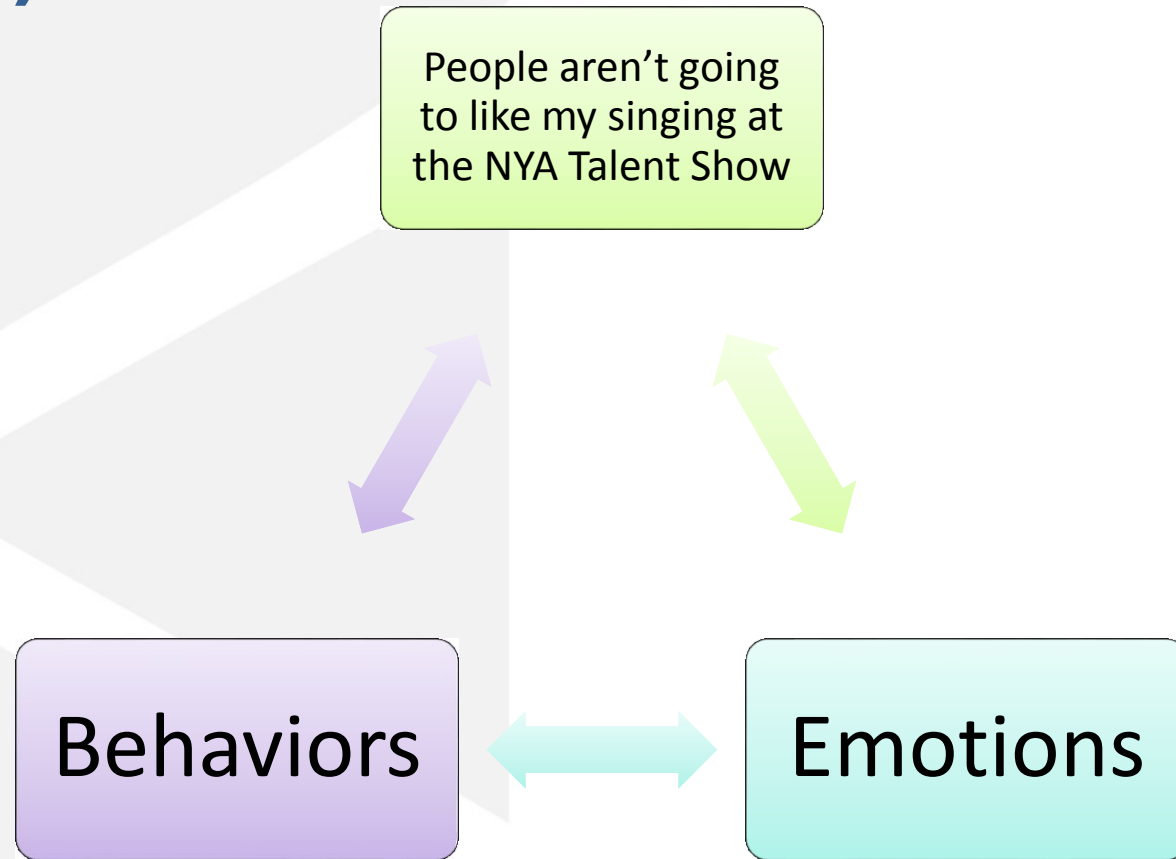 People aren’t going
to like my singing at
the NYA Talent Show
Behaviors
Emotions